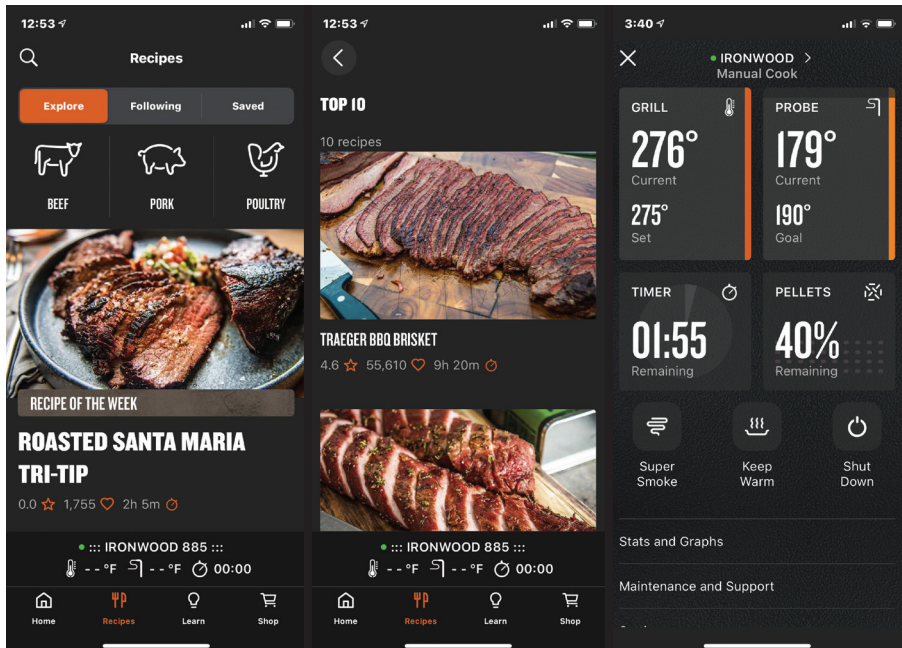 12:53
Recipes
Explore Following Saved
BEEF PORK POULTRY
RECIPE OF THE WEEK
ROASTED SANTA MARIA
TRI-TIP
0.0 1,755 2h 5m
::: IRONWOOD 885 :::
- - °F - - °F 00:00
Home Recipes Learn Shop
12:53
TOP 10
10 recipes
TRAEGER BBQ BRISKET
4.6 55,610 9h 20m
::: IRONWOOD 885 :::
- - °F - - °F 00:00
Home Recipes Learn Shop
3:40
IRONWOOD >
Manual Cook
GRILL
276°
Current
275°
Set
PROBE
179°
Current
190°
Goal
TIMER
01:55
Remaining
PELLETS
40%
Remaining
Super
Smoke
Keep
Warm
Shut
Down
Stats and Graphs
Maintenance and Support